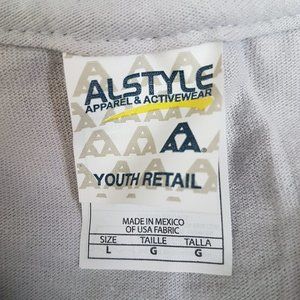 ALSTYLE
APPAREL & ACTIVEWEAR
AA.
YOUTH RETAIL
MADE IN MEXICO
OF USA FABRIC
SIZE TAILLE TALLA
L G G